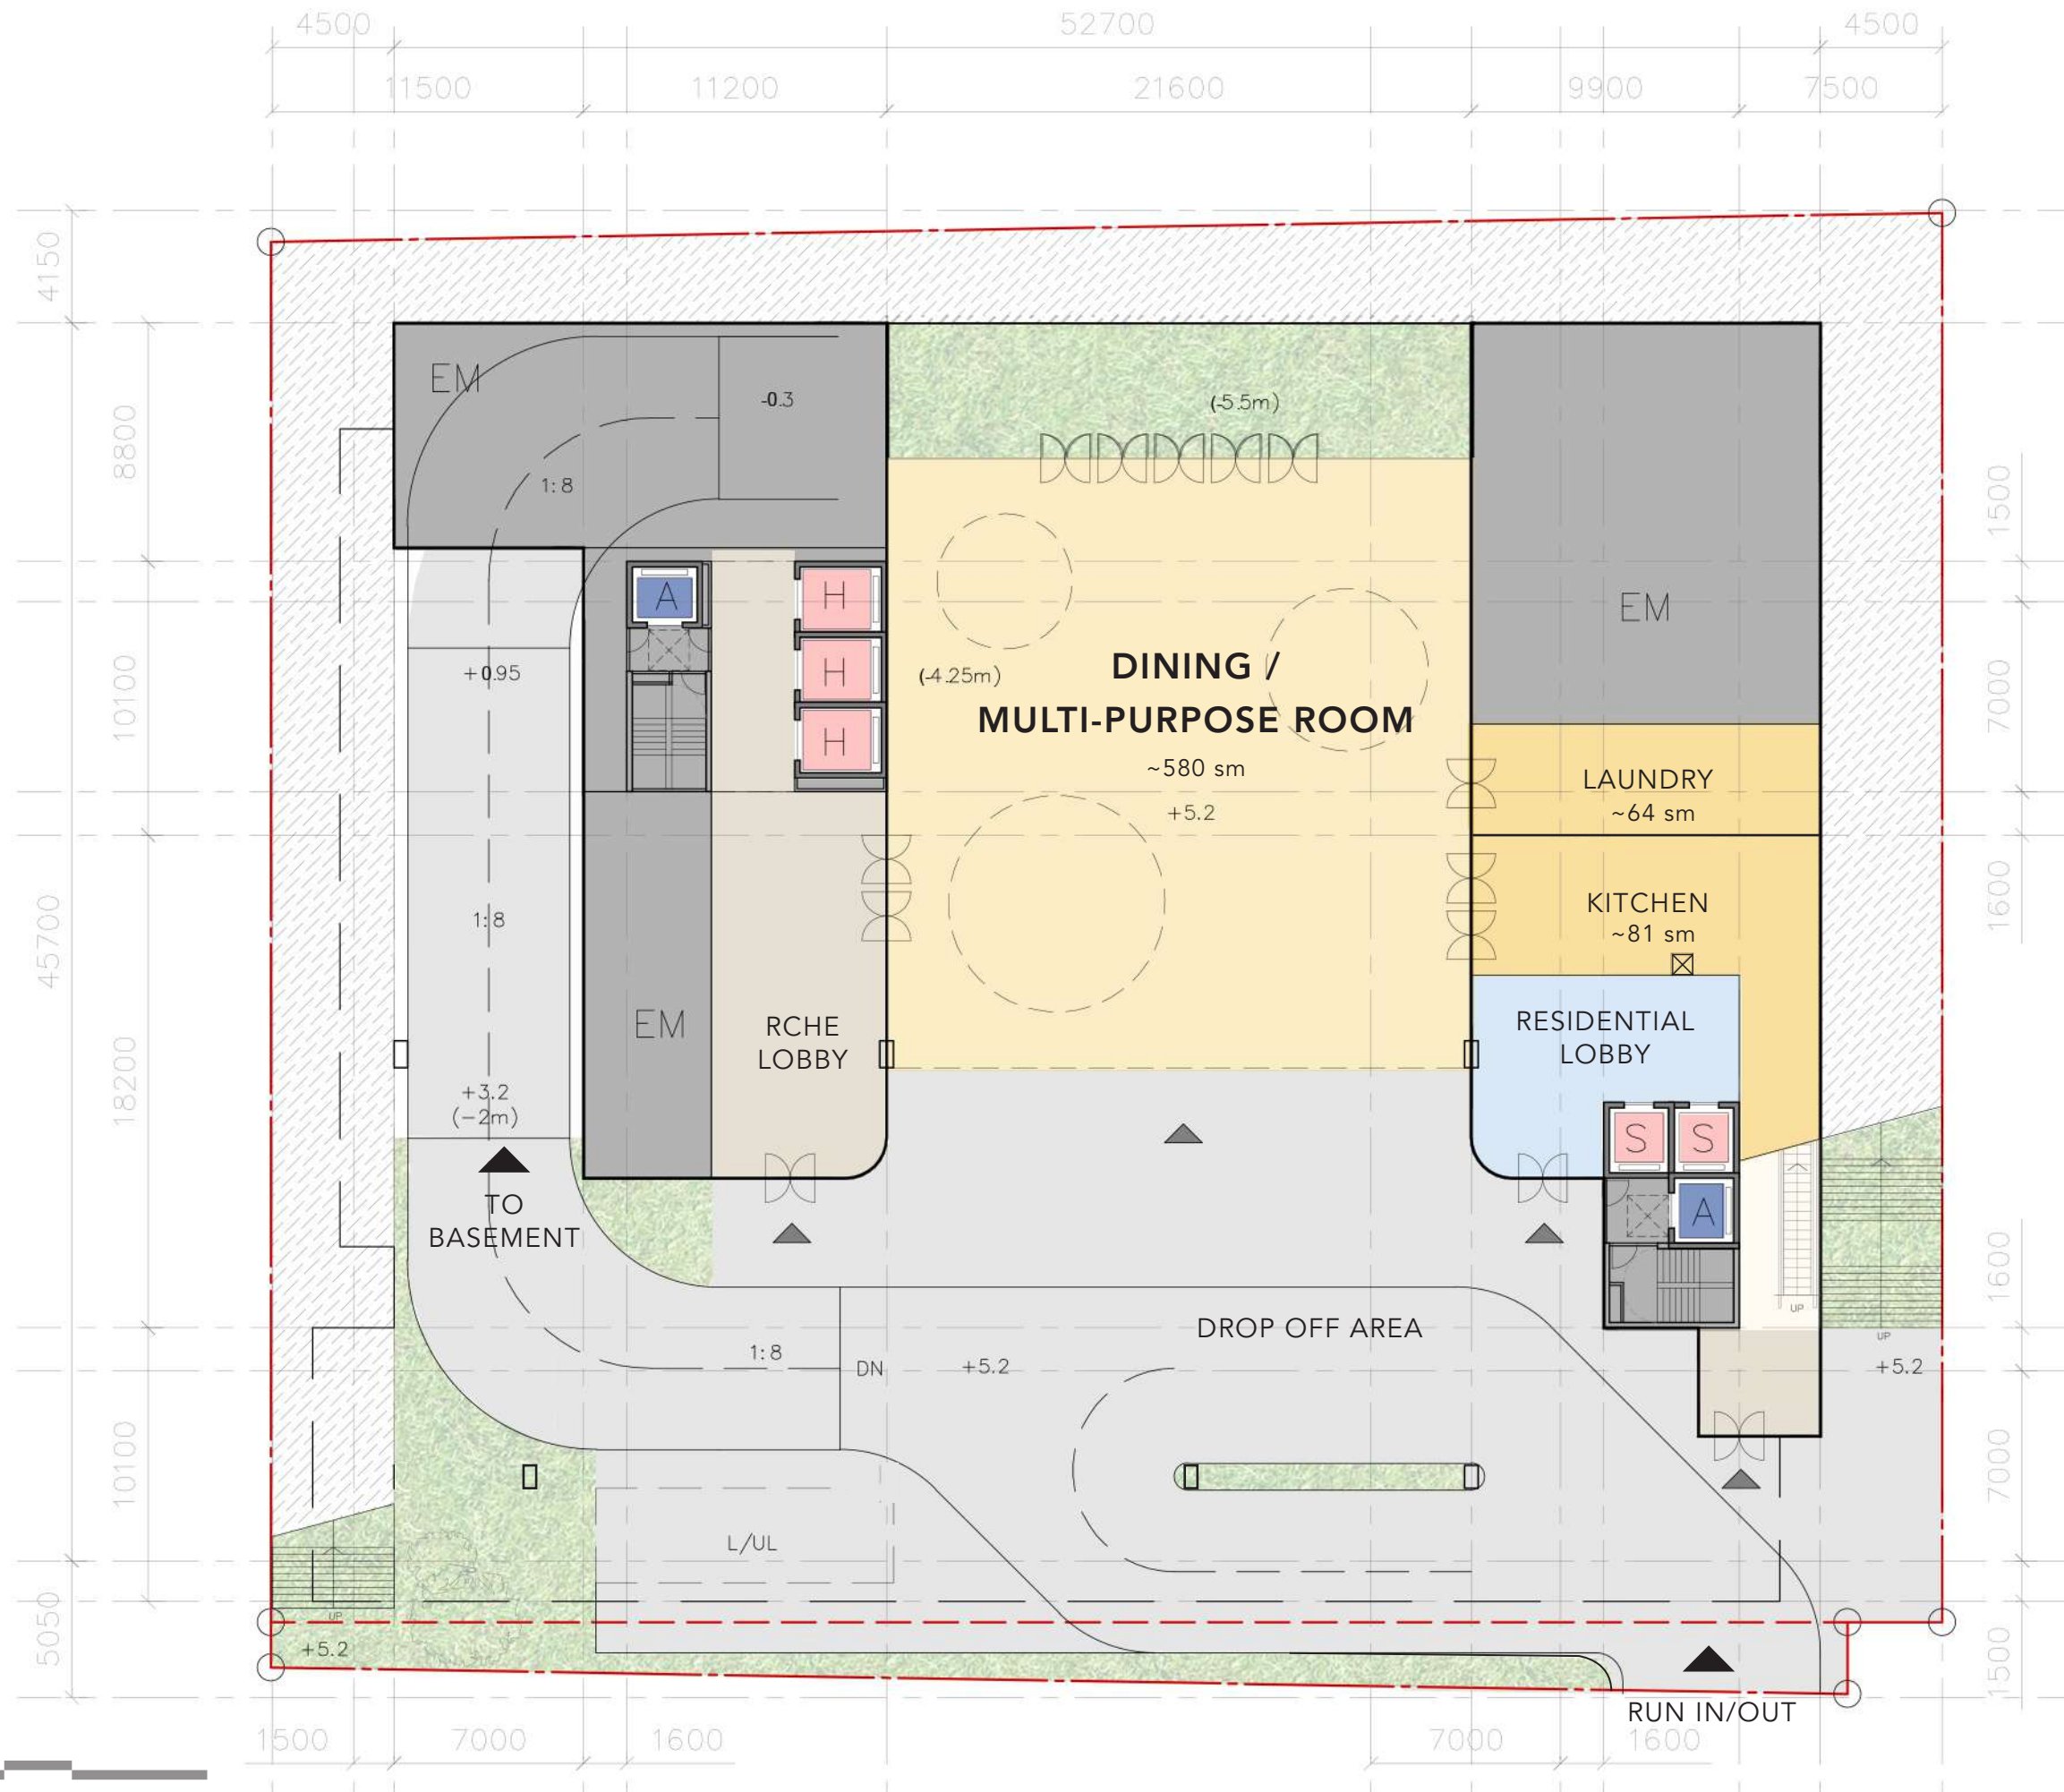 4500 52700 4500
11500 11200 21600 9900 7500
4150
8800
10100
45700
18200
10100
5050
EM
-0.3
1:8
(-5.5m)
A
H
H
H
+0.95
(-4.25m)
DINING /
MULTI-PURPOSE ROOM
~580 sm
+5.2
EM
LAUNDRY
~64 sm
KITCHEN
~81 sm
1:8
EM
RCHE
LOBBY
RESIDENTIAL
LOBBY
+3.2
(-2m)
S S
A
TO
BASEMENT
UP
UP
DROP OFF AREA
1:8
DN
+5.2
+5.2
L/UL
UP
+5.2
RUN IN/OUT
1500
7000
1600
1600
7000
1500
1500 7000 1600 7000 1600